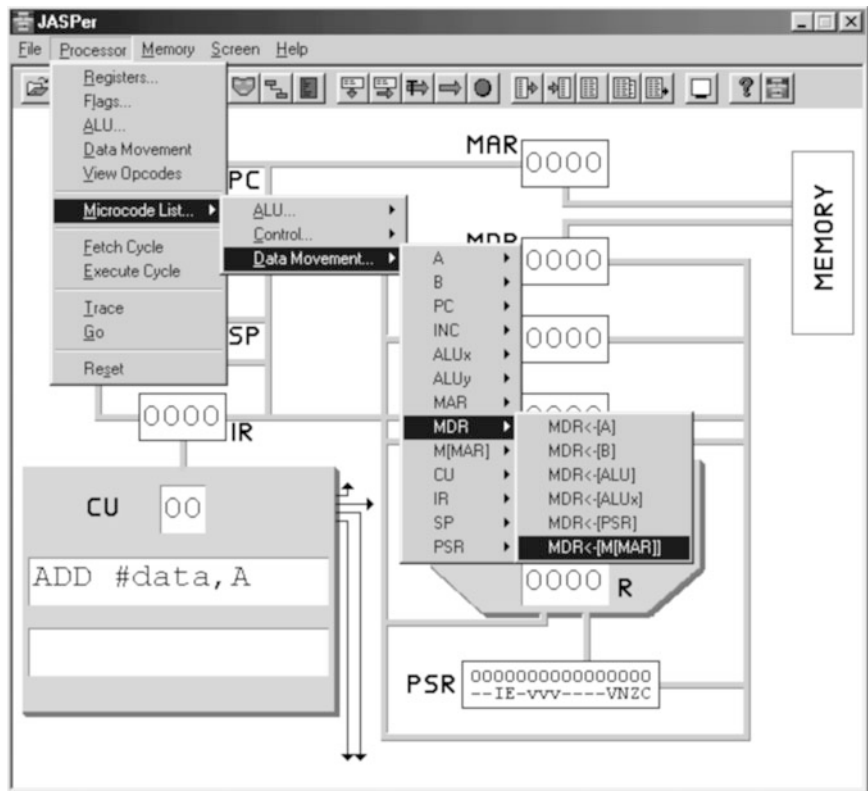 JASPer
File Processor Memory Screen Help
Registers...
Flags...
ALU...
Data Movement
View Opcodes
Microcode List...
Fetch Cycle
Execute Cycle
Trace
Go
Reset
ALU...
Control...
Data Movement...
A
B
PC
INC
ALUx
ALUy
MAR
MDR
M[MAR]
CU
IR
SP
PSR
MDR<-[A]
MDR<-[B]
MDR<-[ALU]
MDR<-[ALUx]
MDR<-[PSR]
MDR<-[M[MAR]]
PC
MAR 0000
MDR 0000
MEMORY
0000
SP
0000 IR
0000
CU 00
ADD #data,A
0000 R
PSR 0000000000000000
--IE-vvv----VNZC